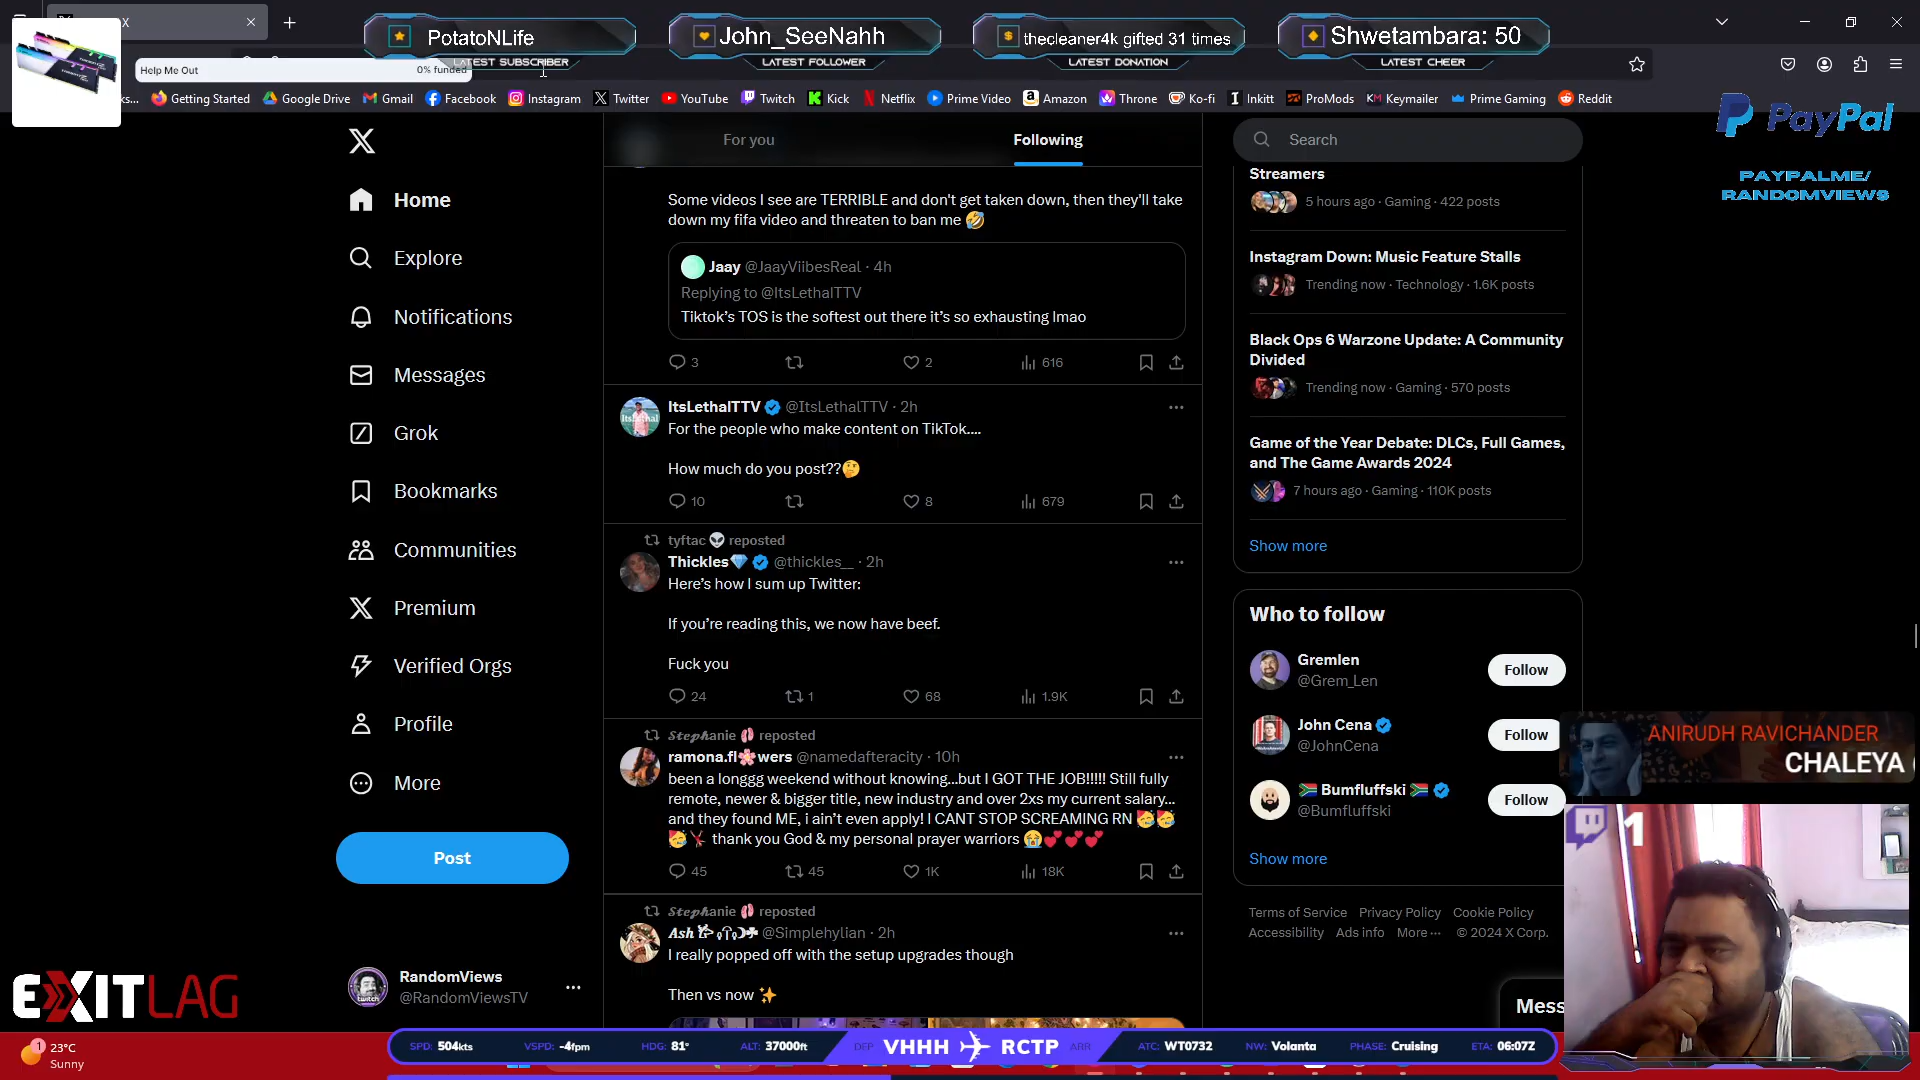 X
PotatoNLife
LATEST SUBSCRIBER
John_SeeNahh
LATEST FOLLOWER
thecleaner4k gifted 31 times
LATEST DONATION
Shwetambara: 50
LATEST CHEER
Help Me Out
0% funded
Getting Started
Google Drive
Gmail
Facebook
Instagram
Twitter
YouTube
Twitch
Kick
Netflix
Prime Video
Amazon
Throne
Ko-fi
Inkitt
ProMods
Keymailer
Prime Gaming
Reddit
PayPal
PAYPALME/
RANDOMVIEWS
Home
Explore
Notifications
Messages
Grok
Bookmarks
Communities
Premium
Verified Orgs
Profile
More
Post
RandomViews
@RandomViewsTV
For you
Following
Some videos I see are TERRIBLE and don't get taken down, then they'll take
down my fifa video and threaten to ban me 🤣
Jaay @JaayViibesReal · 4h
Replying to @ItsLethalTTV
Tiktok’s TOS is the softest out there it’s so exhausting lmao
3 2 616
ItsLethalTTV @ItsLethalTTV · 2h
For the people who make content on TikTok....
How much do you post??🤔
10 8 679
tyftac 👽 reposted
Thickles💎 @thickles__ · 2h
Here’s how I sum up Twitter:
If you’re reading this, we now have beef.
Fuck you
24 1 68 1.9K
𝑺𝒕𝒆𝒑𝒉anie 🩰 reposted
ramona.fl🌸wers @namedafteracity · 10h
been a longgg weekend without knowing...but I GOT THE JOB!!!!! Still fully
remote, newer & bigger title, new industry and over 2xs my current salary...
and they found ME, i ain’t even apply! I CANT STOP SCREAMING RN 🥳🥳
🥳💃 thank you God & my personal prayer warriors 😭💕💕💕
45 45 1K 18K
𝑺𝒕𝒆𝒑𝒉anie 🩰 reposted
Ash @Simplehylian · 2h
I really popped off with the setup upgrades though
Then vs now ✨
Search
Streamers
5 hours ago · Gaming · 422 posts
Instagram Down: Music Feature Stalls
Trending now · Technology · 1.6K posts
Black Ops 6 Warzone Update: A Community
Divided
Trending now · Gaming · 570 posts
Game of the Year Debate: DLCs, Full Games,
and The Game Awards 2024
7 hours ago · Gaming · 110K posts
Show more
Who to follow
Gremlen
@Grem_Len
Follow
John Cena
@JohnCena
Follow
🇿🇦 Bumfluffski 🇿🇦
@Bumfluffski
Follow
Show more
Terms of Service Privacy Policy Cookie Policy
Accessibility Ads info More ··· © 2024 X Corp.
Mess
ANIRUDH RAVICHANDER
CHALEYA
1
EXITLAG
1
23°C
Sunny
SPD: 504kts
VSPD: -4fpm
HDG: 81°
ALT: 37000ft
DEP VHHH RCTP ARR
ATC: WT0732
NW: Volanta
PHASE: Cruising
ETA: 06:07Z